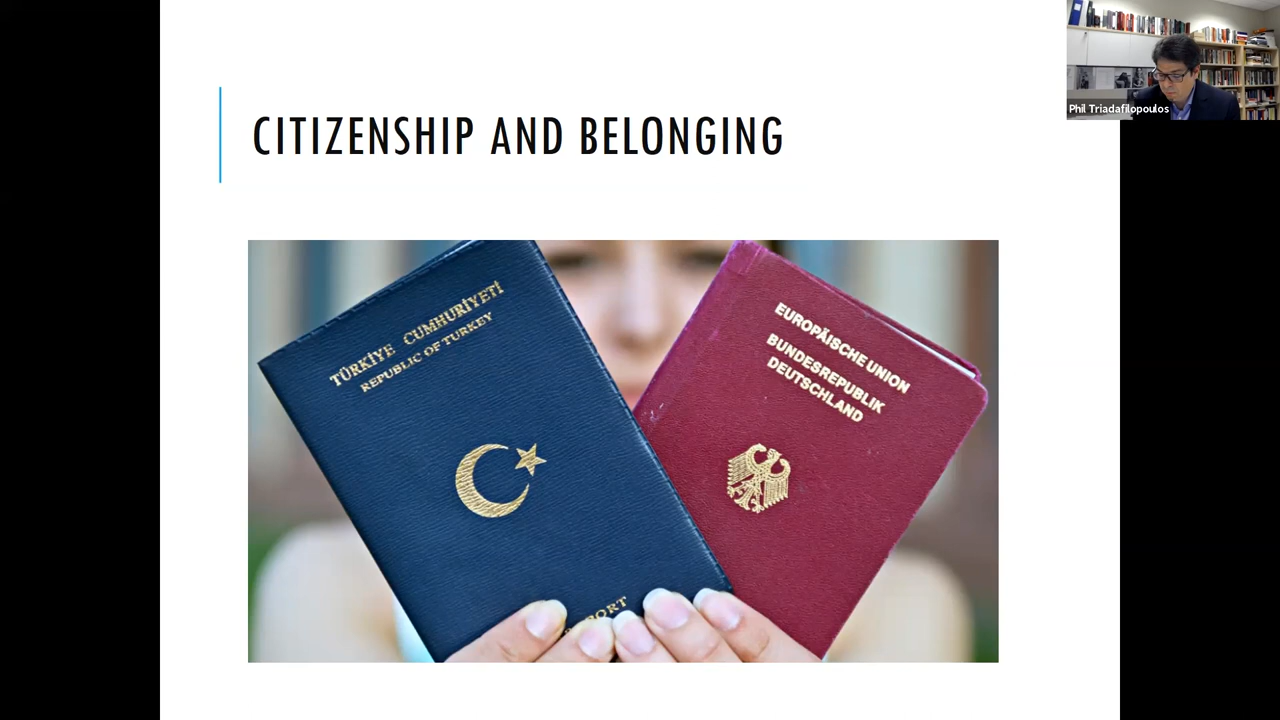 CITIZENSHIP AND BELONGING
Phil Triadafilopoulos
TÜRKİYE CUMHURİYETİ
REPUBLIC OF TURKEY
EUROPÄISCHE UNION
BUNDESREPUBLIK
DEUTSCHLAND